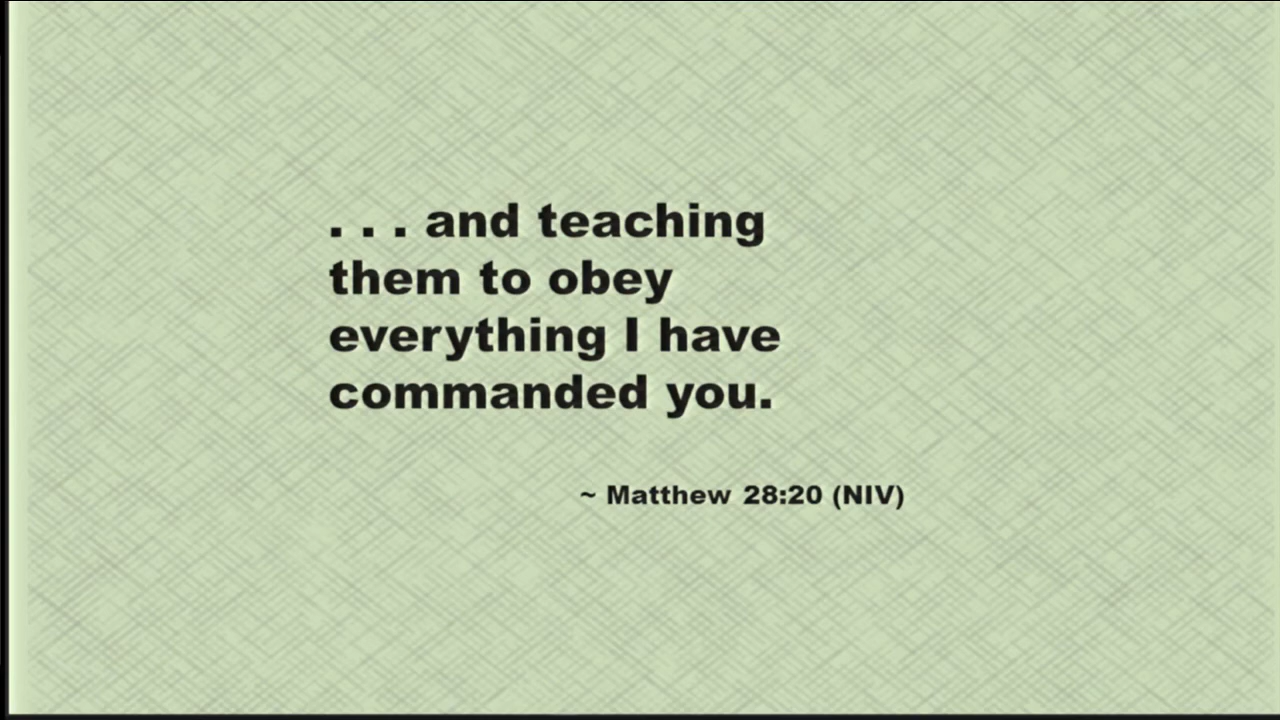 . . . and teaching
them to obey
everything I have
commanded you.
~ Matthew 28:20 (NIV)